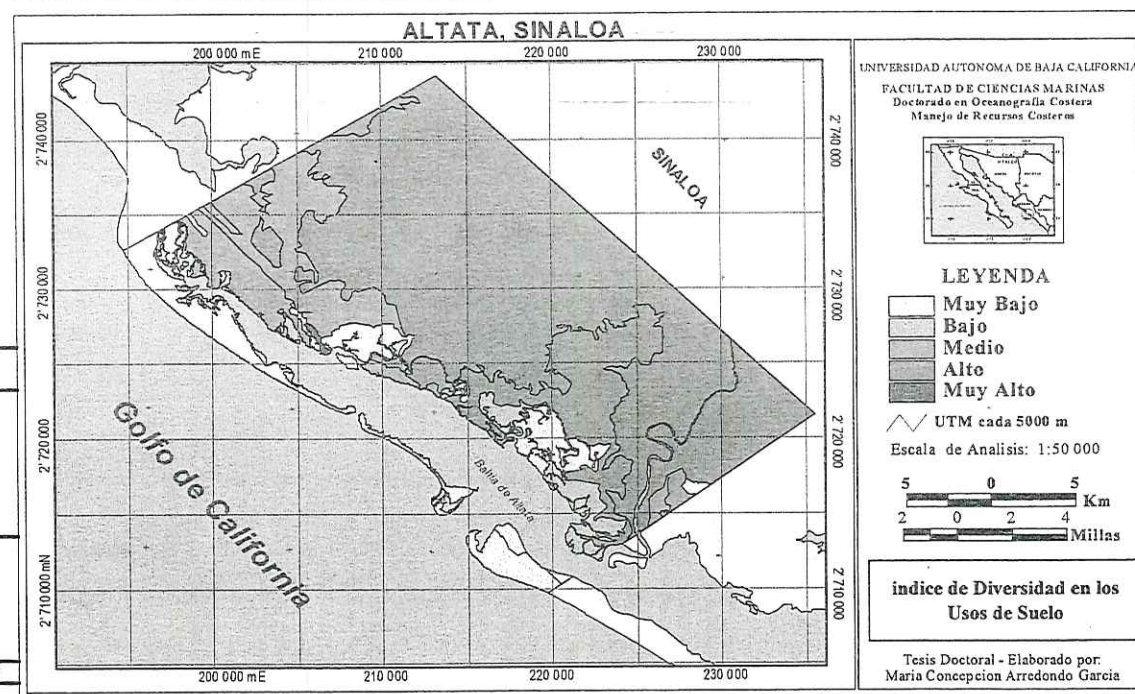 ALTATA, SINALOA
200 000 mE
210 000
220 000
230 000
2'740 000
2'730 000
2'720 000
2'710 000 mN
2'740 000
2'730 000
2'720 000
2'710 000
200 000 mE
210 000
220 000
230 000
SINALOA
Golfo de California
Bahia de Altata
UNIVERSIDAD AUTONOMA DE BAJA CALIFORNIA
FACULTAD DE CIENCIAS MARINAS
Doctorado en Oceanografia Costera
Manejo de Recursos Costeros
LEYENDA
Muy Bajo
Bajo
Medio
Alto
Muy Alto
UTM cada 5000 m
Escala de Analisis: 1:50 000
5 0 5
Km
2 0 2 4
Millas
indice de Diversidad en los
Usos de Suelo
Tesis Doctoral - Elaborado por:
Maria Concepcion Arredondo Garcia